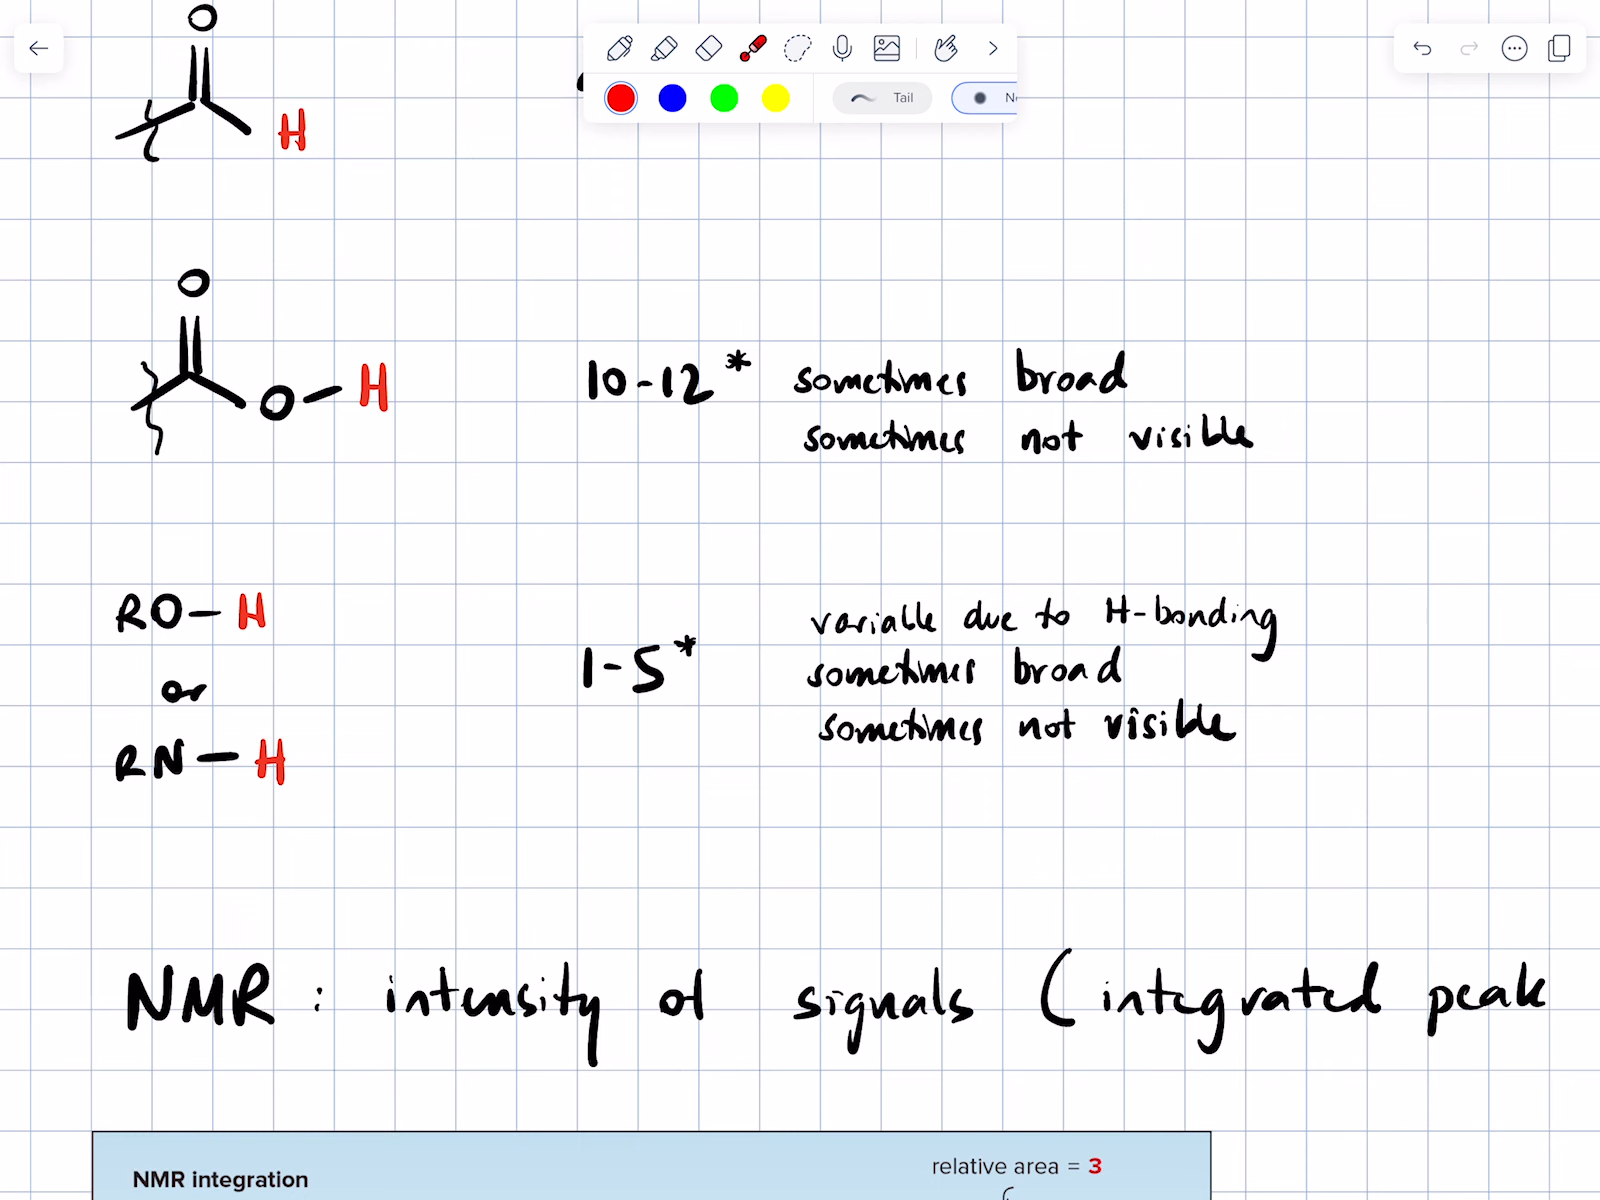 O
H
Tail
O
O-H
10-12* sometimes broad
sometimes not visible
RO-H
or
RN-H
1-5*
variable due to H-bonding
sometimes broad
sometimes not visible
NMR: intensity of signals (integrated peak
NMR integration
relative area = 3